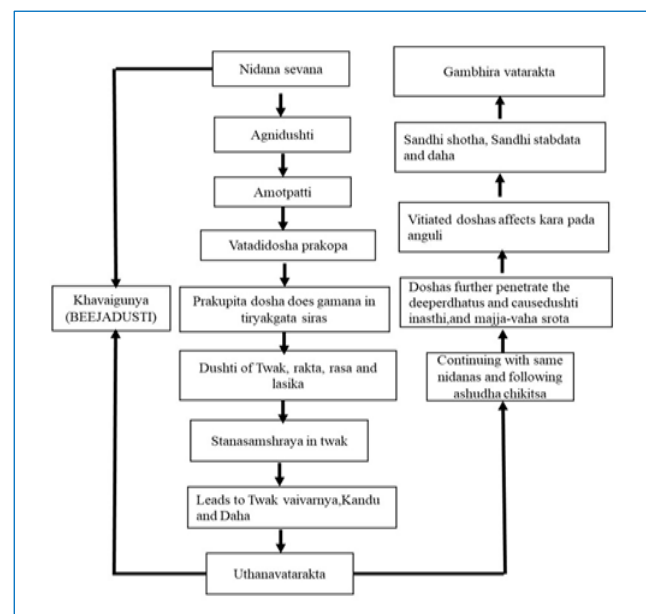 Nidana sevana
Agnidushti
Amotpatti
Vatadidosha prakopa
Khavaigunya
(BEEJADUSTI)
Prakupita dosha does gamana in
tiryakgata siras
Dushti of Twak, rakta, rasa and
lasika
Stanasamshraya in twak
Leads to Twak vaivarnya,Kandu
and Daha
Uthanavatarakta
Continuing with same
nidanas and following
ashudha chikitsa
Doshas further penetrate the
deeperdhatus and causedushti
inasthi,and majja-vaha srota
Vitiated doshas affects kara pada
anguli
Sandhi shotha, Sandhi stabdata
and daha
Gambhira vatarakta